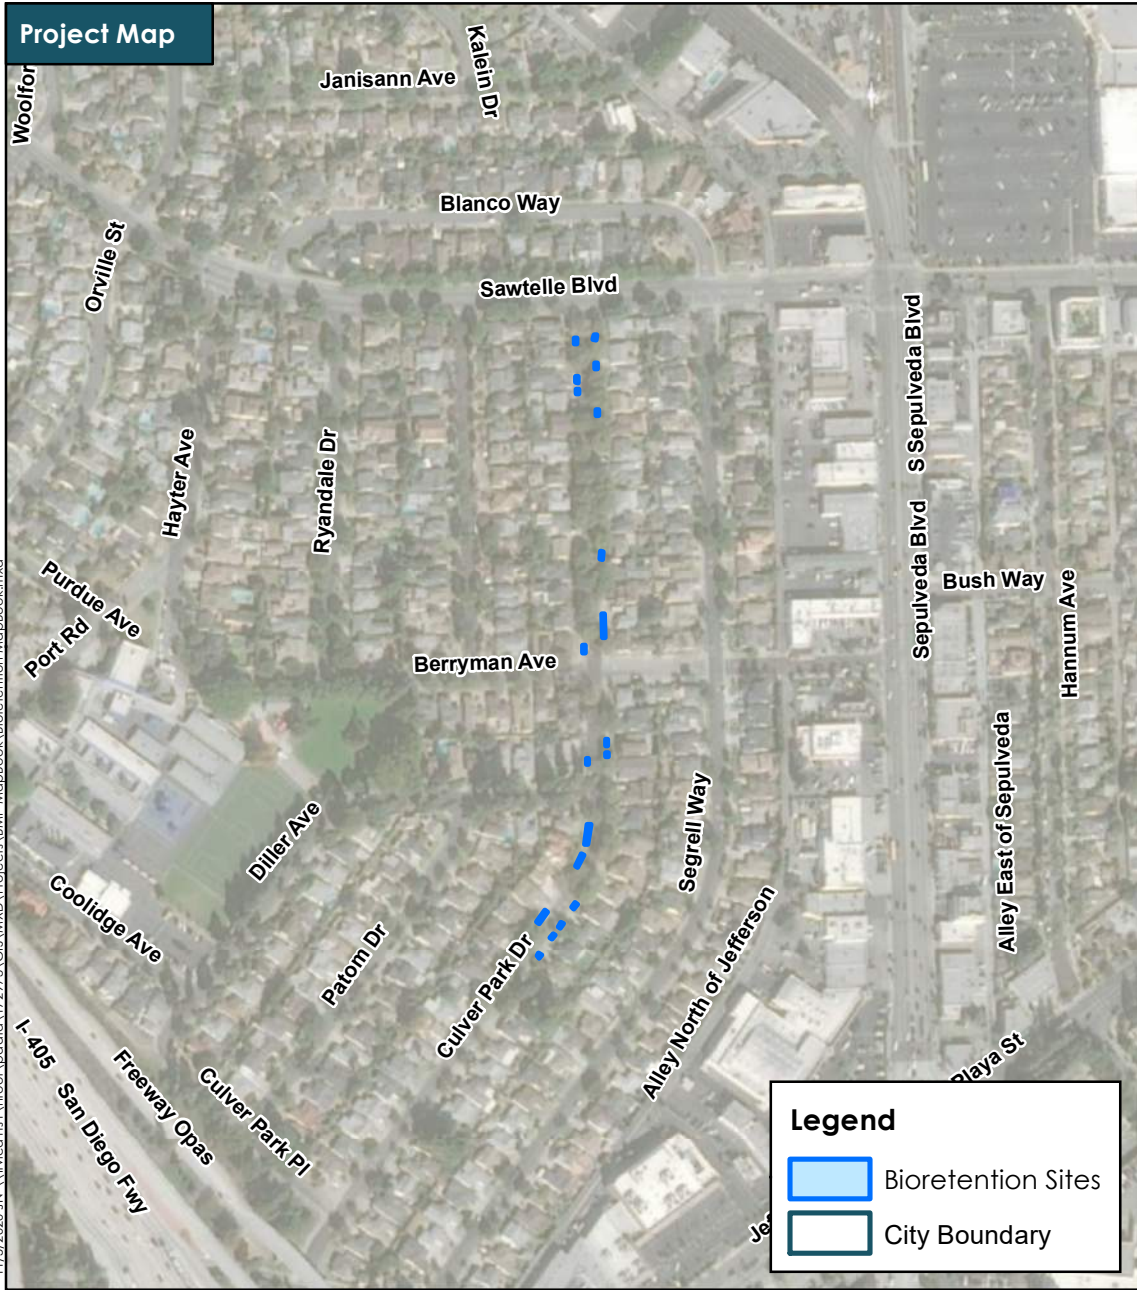 Project Map
Kalein Dr
Janisann Ave
Woolfor
Blanco Way
Orville St
Sawtelle Blvd
S Sepulveda Blvd
Hayter Ave
Ryandale Dr
Sepulveda Blvd
Purdue Ave
Port Rd
Bush Way
Hannum Ave
Berryman Ave
Alley East of Sepulveda
Segrell Way
Diller Ave
Coolidge Ave
Patom Dr
Culver Park Dr
Alley North of Jefferson
I- 405 San Diego Fwy
Freeway Opas
Culver Park Pl
Playa St
Legend
Bioretention Sites
City Boundary